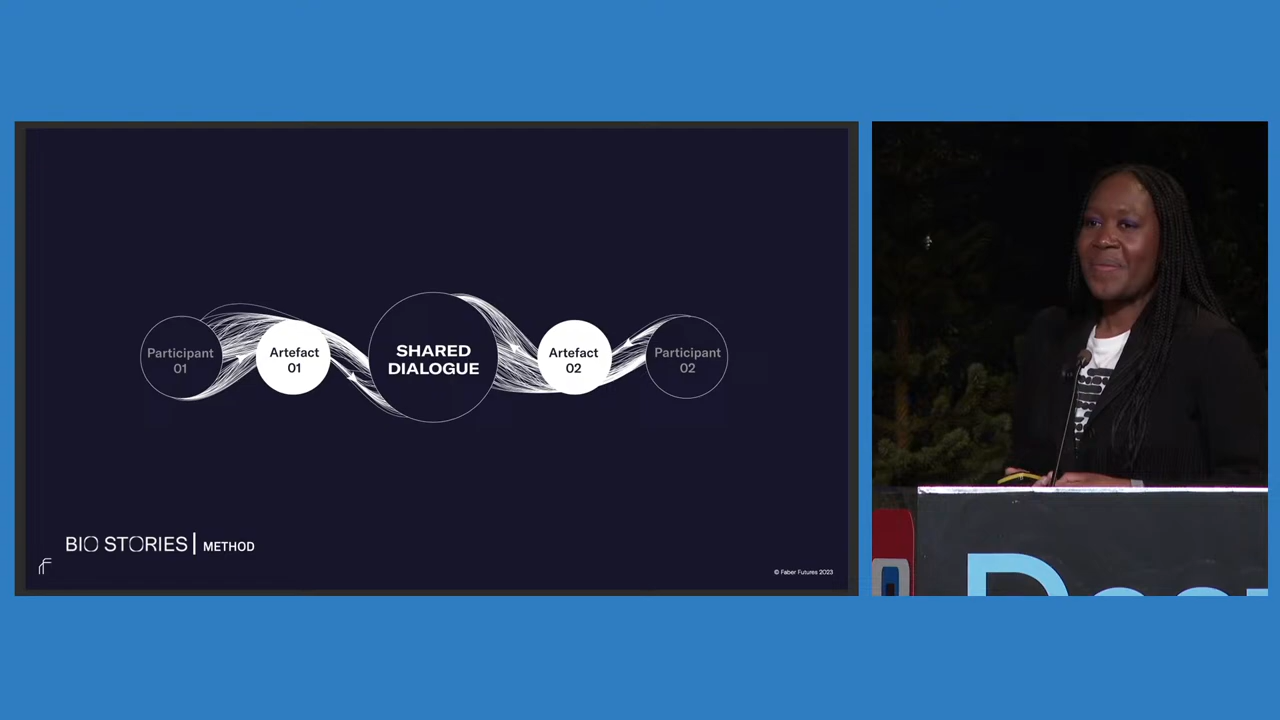 Participant
01
Artefact
01
SHARED
DIALOGUE
Artefact
02
Participant
02
BIO STORIES | METHOD
© Faber Futures 2023